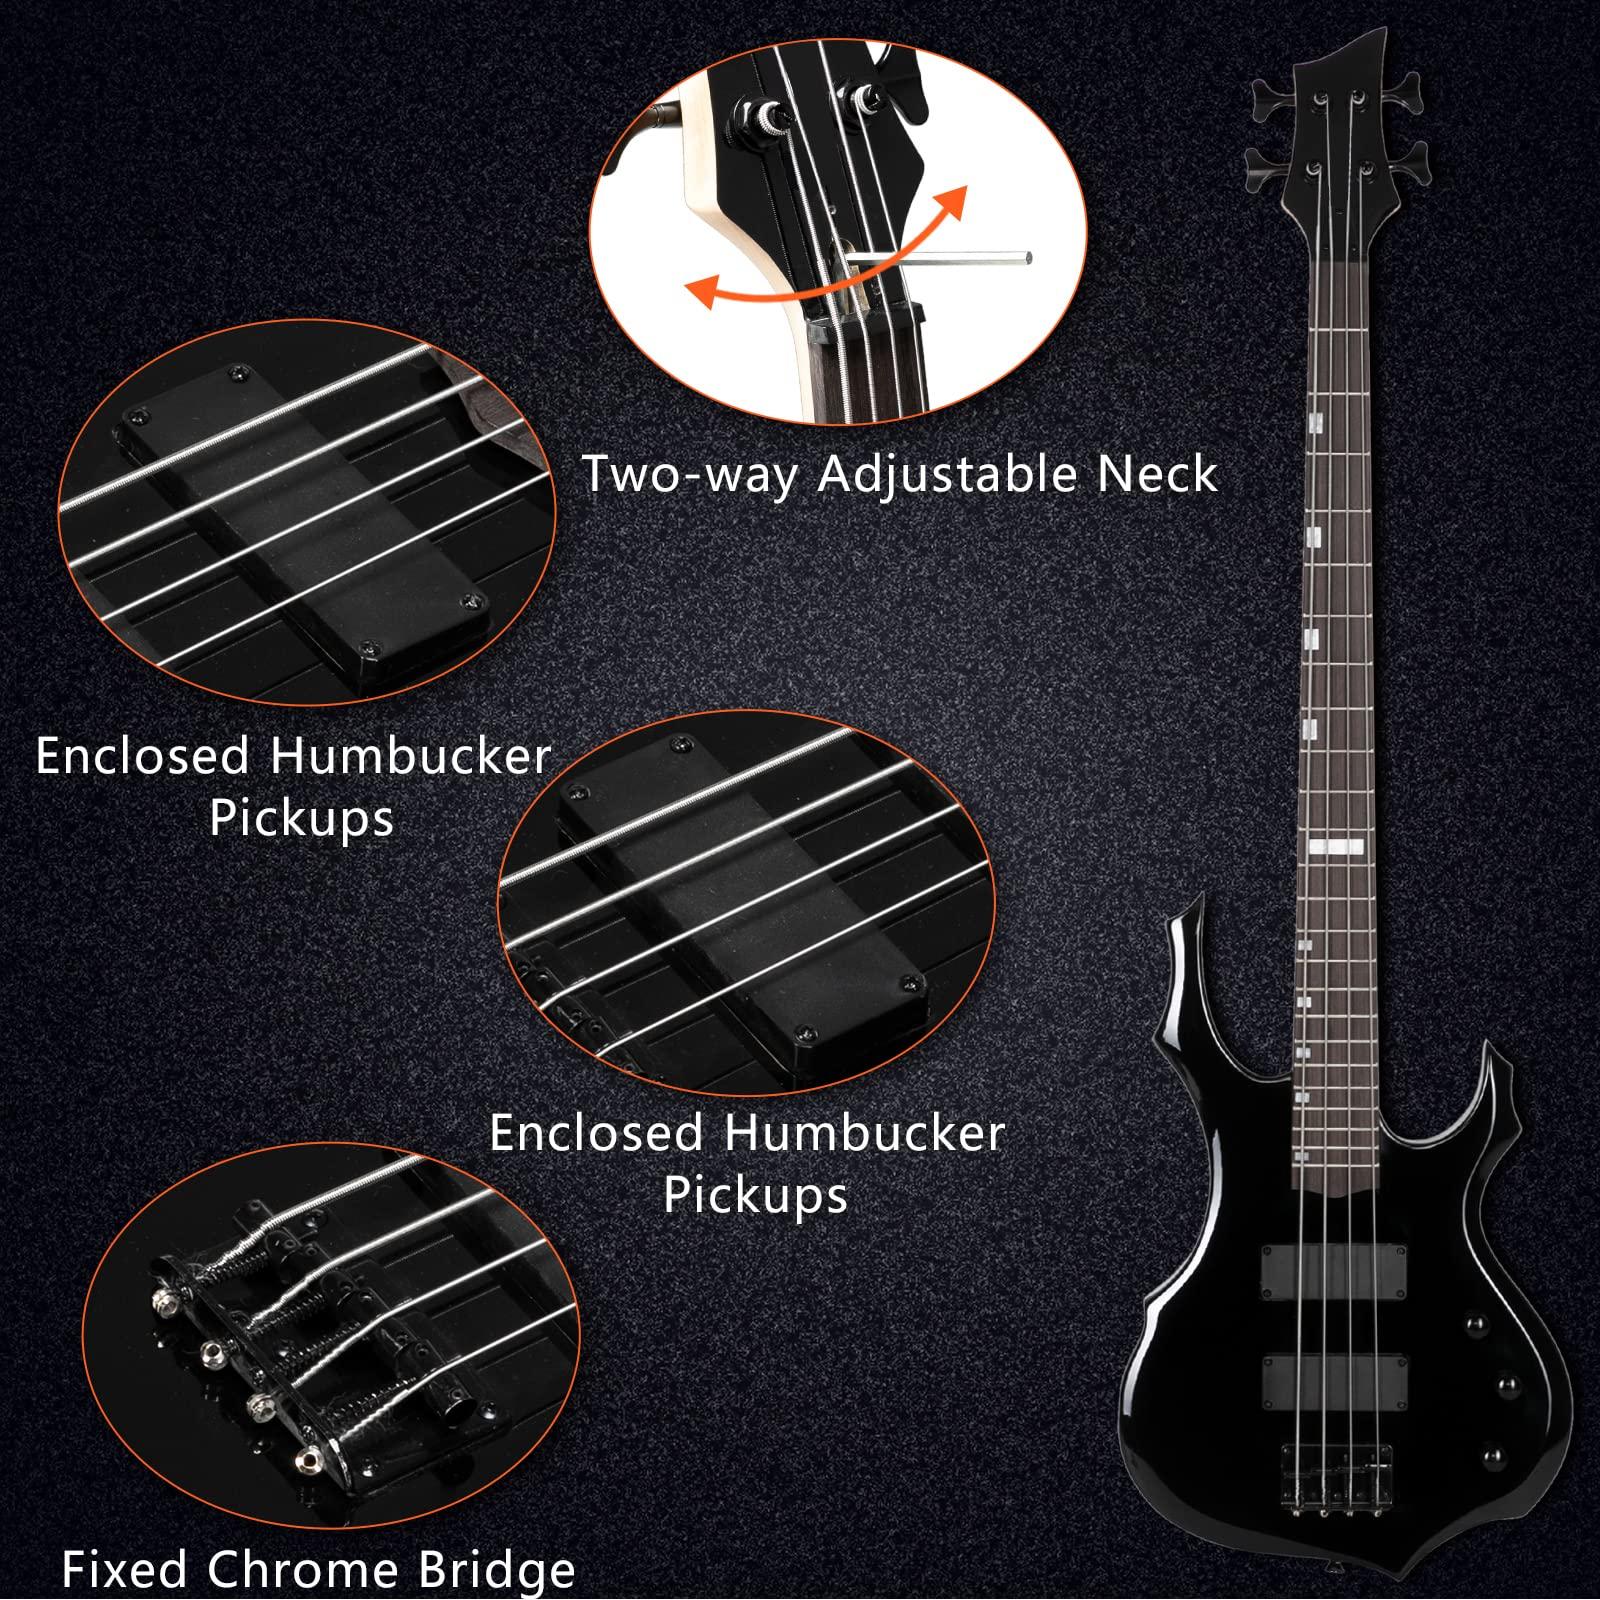 Two-way Adjustable Neck
Enclosed Humbucker
Pickups
Enclosed Humbucker
Pickups
Fixed Chrome Bridge